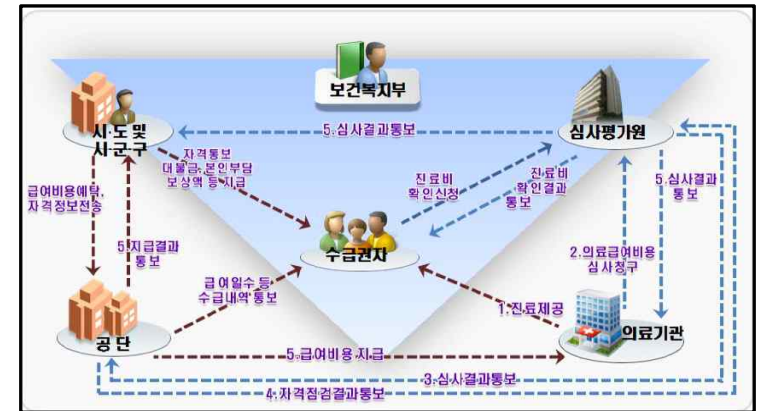 보건복지부
시·도 및
시·군·구
심사평가원
5.심사결과통보
자격통보
대불금, 본인부담
보상액 등 지급
진료비
확인신청
진료비
확인결과
통보
5.심사결과
통보
급여비용예탁,
자격정보전송
5.지급결과
통보
수급권자
2.의료급여비용
심사청구
급여일수 등
수급내역 통보
1.진료제공
공 단
의료기관
5.급여비용 지급
3.심사결과통보
4.자격점검결과통보